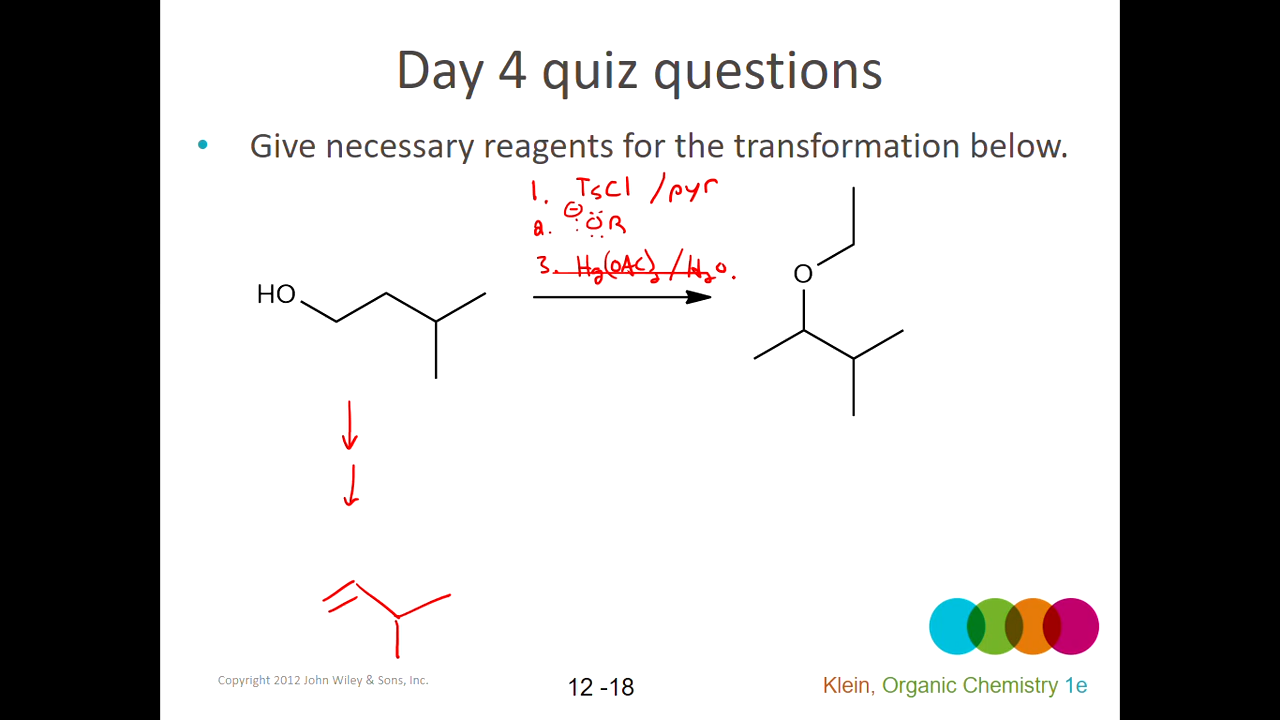 Day 4 quiz questions
• Give necessary reagents for the transformation below.
1. TsCl / pyr
2. ⊖:ÖR
3. Hg(OAc)₂ / H₂O.
HO
O
Copyright 2012 John Wiley & Sons, Inc.
12 -18
Klein, Organic Chemistry 1e